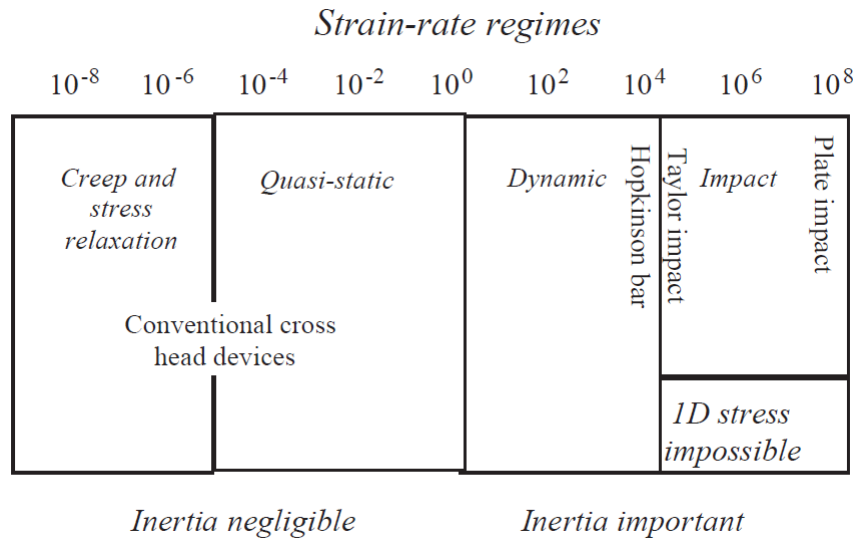 Strain-rate regimes
10⁻⁸ 10⁻⁶ 10⁻⁴ 10⁻² 10⁰ 10² 10⁴ 10⁶ 10⁸
Creep and
stress
relaxation
Quasi-static
Dynamic
Hopkinson bar
Taylor impact
Impact
Plate impact
Conventional cross
head devices
1D stress
impossible
Inertia negligible
Inertia important